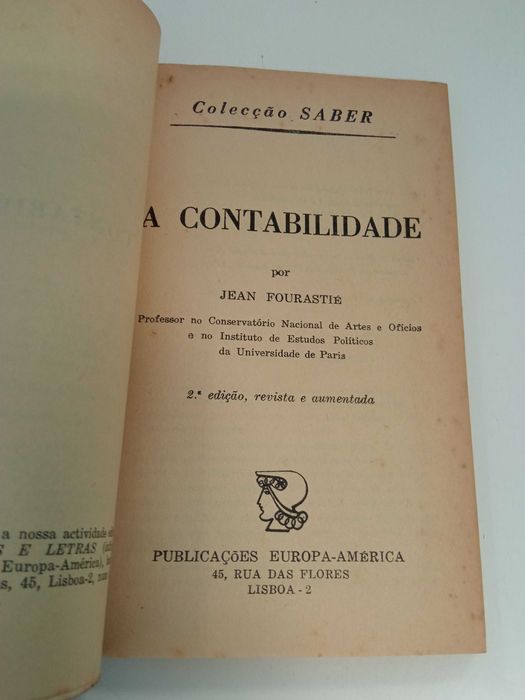 a nossa actividade
S E LETRAS
Europa-América),
s, 45, Lisboa-2,
Colecção SABER
A CONTABILIDADE
por
JEAN FOURASTIÉ
Professor no Conservatório Nacional de Artes e Ofícios
e no Instituto de Estudos Políticos
da Universidade de Paris
2.ª edição, revista e aumentada
PUBLICAÇÕES EUROPA-AMÉRICA
45, RUA DAS FLORES
LISBOA - 2